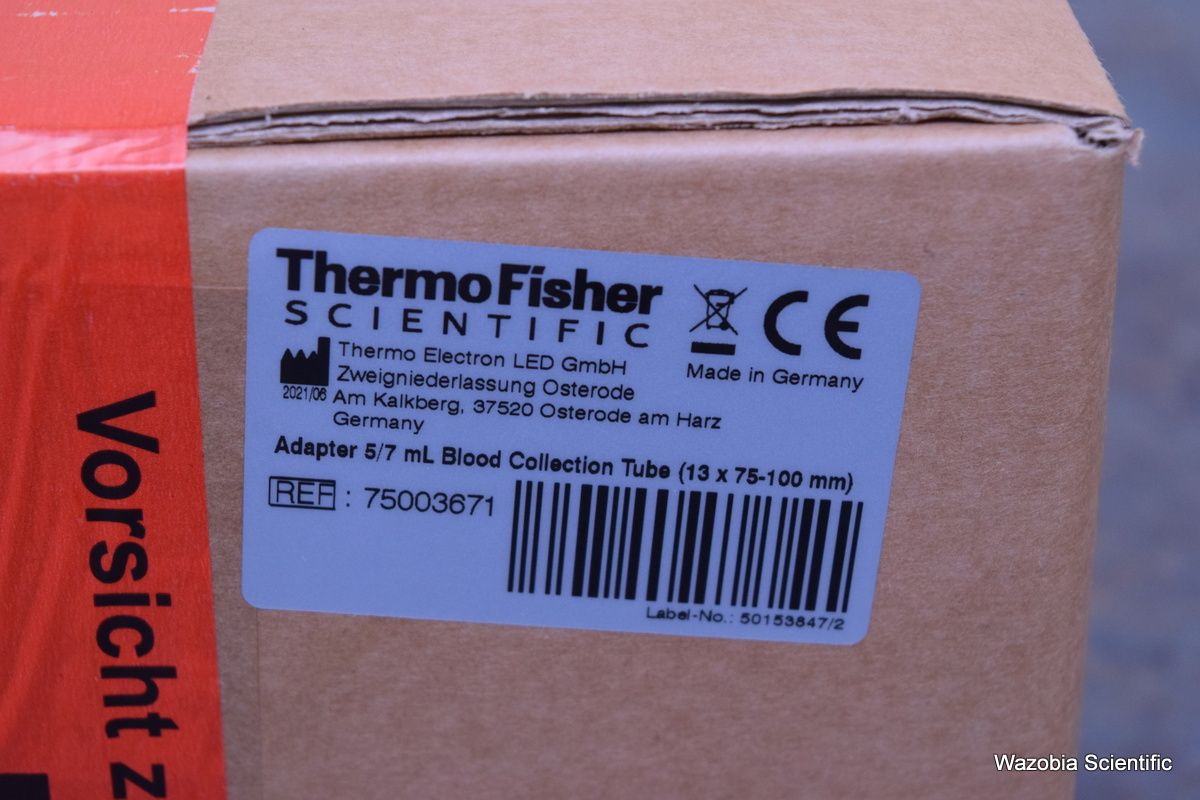 ThermoFisher
SCIENTIFIC
CE
Made in Germany
2021/06
Thermo Electron LED GmbH
Zweigniederlassung Osterode
Am Kalkberg, 37520 Osterode am Harz
Germany
Adapter 5/7 mL Blood Collection Tube (13 x 75-100 mm)
REF : 75003671
Label-No.: 50153847/2
Vorsicht z
Wazobia Scientific